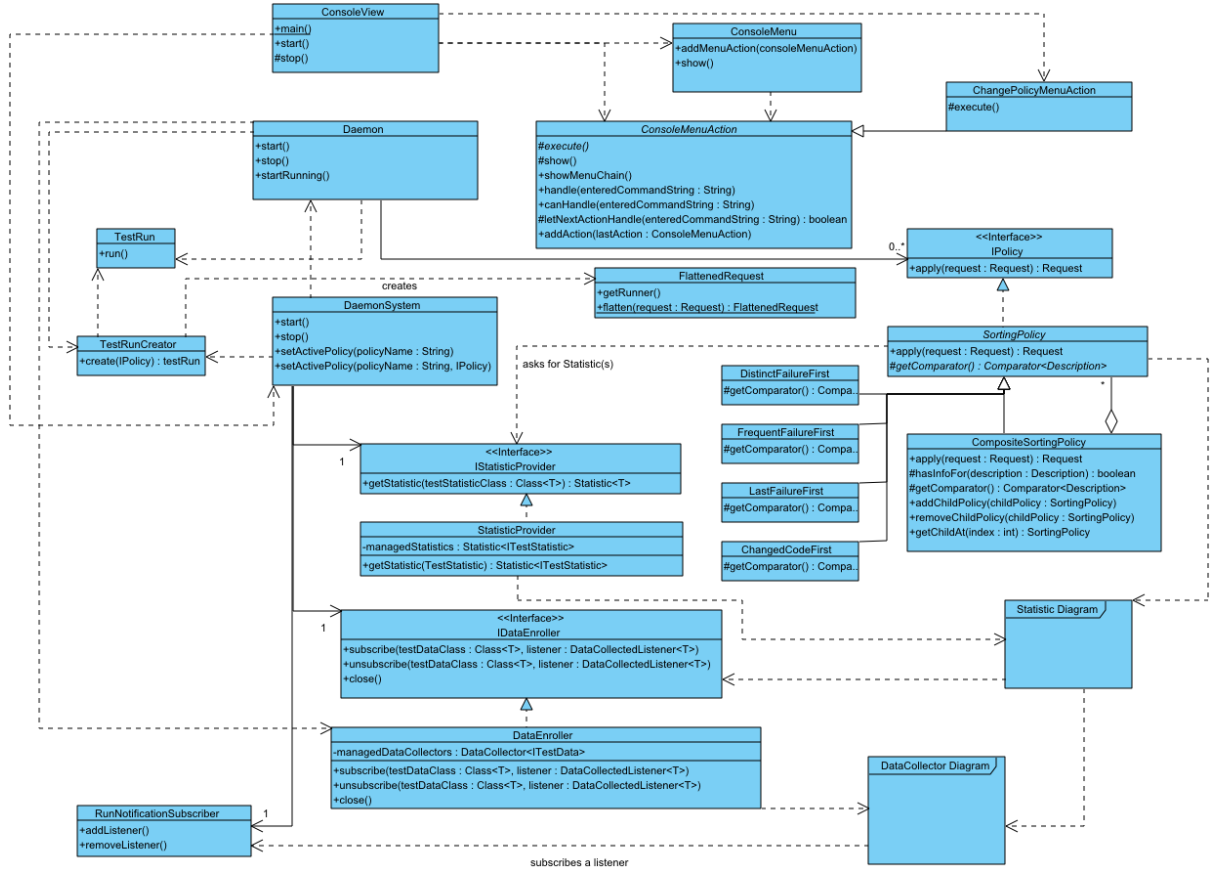 ConsoleView
+main()
+start()
#stop()
ConsoleMenu
+addMenuAction(consoleMenuAction)
+show()
ChangePolicyMenuAction
#execute()
Daemon
+start()
+stop()
+startRunning()
ConsoleMenuAction
#execute()
#show()
+showMenuChain()
+handle(enteredCommandString : String)
+canHandle(enteredCommandString : String)
#letNextActionHandle(enteredCommandString : String) : boolean
+addAction(lastAction : ConsoleMenuAction)
TestRun
+run()
0..*
<<Interface>>
IPolicy
+apply(request : Request) : Request
creates
FlattenedRequest
+getRunner()
+flatten(request : Request) : FlattenedRequest
DaemonSystem
+start()
+stop()
+setActivePolicy(policyName : String)
+setActivePolicy(policyName : String, IPolicy)
TestRunCreator
+create(IPolicy) : testRun
SortingPolicy
+apply(request : Request) : Request
#getComparator() : Comparator<Description>
asks for Statistic(s)
DistinctFailureFirst
#getComparator() : Compa..
*
FrequentFailureFirst
#getComparator() : Compa..
LastFailureFirst
#getComparator() : Compa..
ChangedCodeFirst
#getComparator() : Compa..
CompositeSortingPolicy
+apply(request : Request) : Request
#hasInfoFor(description : Description) : boolean
#getComparator() : Comparator<Description>
+addChildPolicy(childPolicy : SortingPolicy)
+removeChildPolicy(childPolicy : SortingPolicy)
+getChildAt(index : int) : SortingPolicy
1
<<Interface>>
IStatisticProvider
+getStatistic(testStatisticClass : Class<T>) : Statistic<T>
StatisticProvider
-managedStatistics : Statistic<ITestStatistic>
+getStatistic(TestStatistic) : Statistic<ITestStatistic>
1
<<Interface>>
IDataEnroller
+subscribe(testDataClass : Class<T>, listener : DataCollectedListener<T>)
+unsubscribe(testDataClass : Class<T>, listener : DataCollectedListener<T>)
+close()
Statistic Diagram
DataEnroller
-managedDataCollectors : DataCollector<ITestData>
+subscribe(testDataClass : Class<T>, listener : DataCollectedListener<T>)
+unsubscribe(testDataClass : Class<T>, listener : DataCollectedListener<T>)
+close()
DataCollector Diagram
RunNotificationSubscriber
+addListener()
+removeListener()
1
subscribes a listener